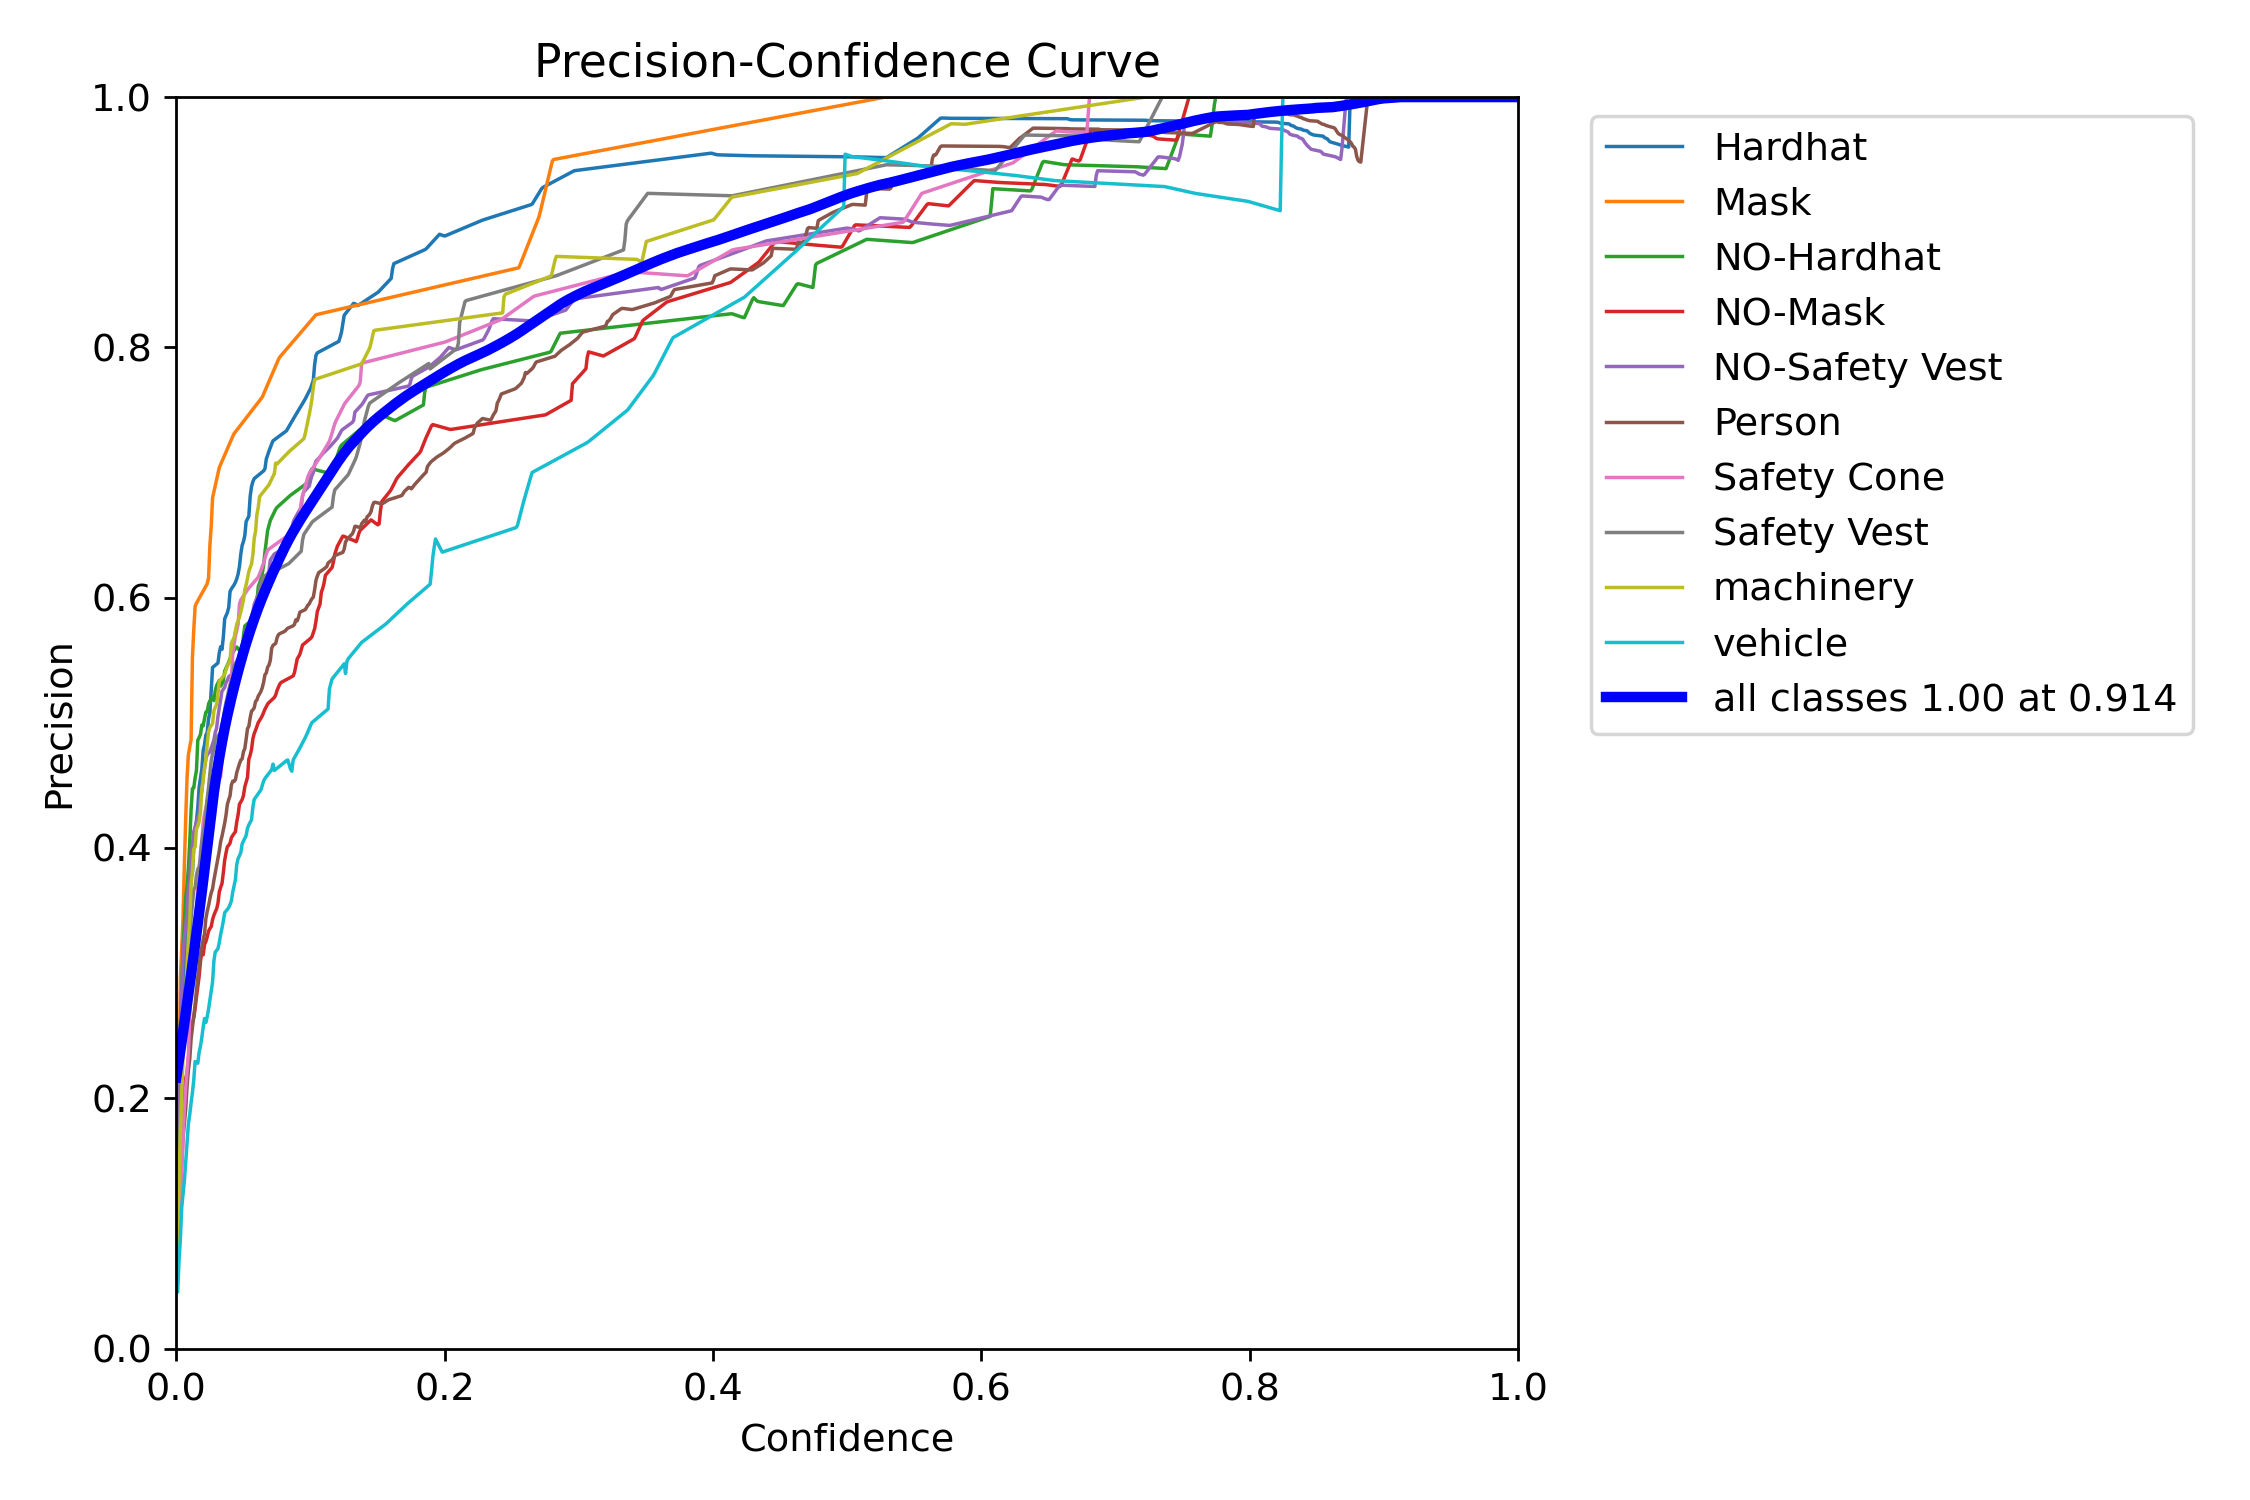 Precision-Confidence Curve
1.0
0.8
0.6
0.4
0.2
0.0
Precision
0.0 0.2 0.4 0.6 0.8 1.0
Confidence
Hardhat
Mask
NO-Hardhat
NO-Mask
NO-Safety Vest
Person
Safety Cone
Safety Vest
machinery
vehicle
all classes 1.00 at 0.914